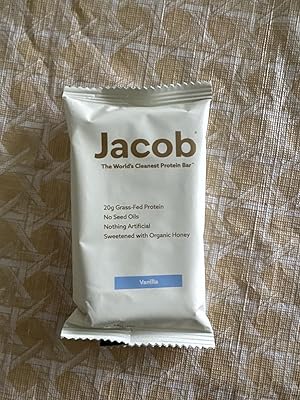 Jacob
The World's Cleanest Protein Bar™
20g Grass-Fed Protein
No Seed Oils
Nothing Artificial
Sweetened with Organic Honey
Vanilla